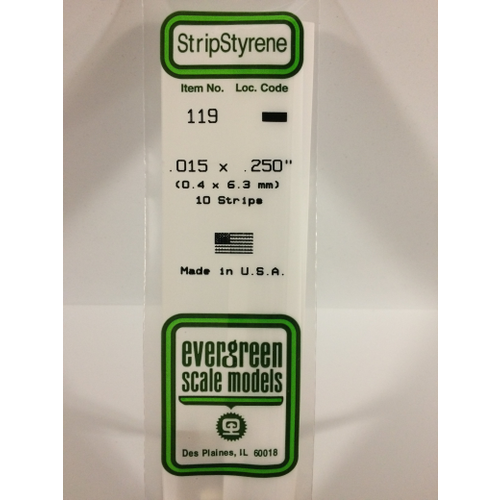 StripStyrene
Item No. Loc. Code
119
.015 x .250"
(0.4 x 6.3 mm)
10 Strips
Made in U.S.A.
evergreen
scale models
Des Plaines, IL 60018